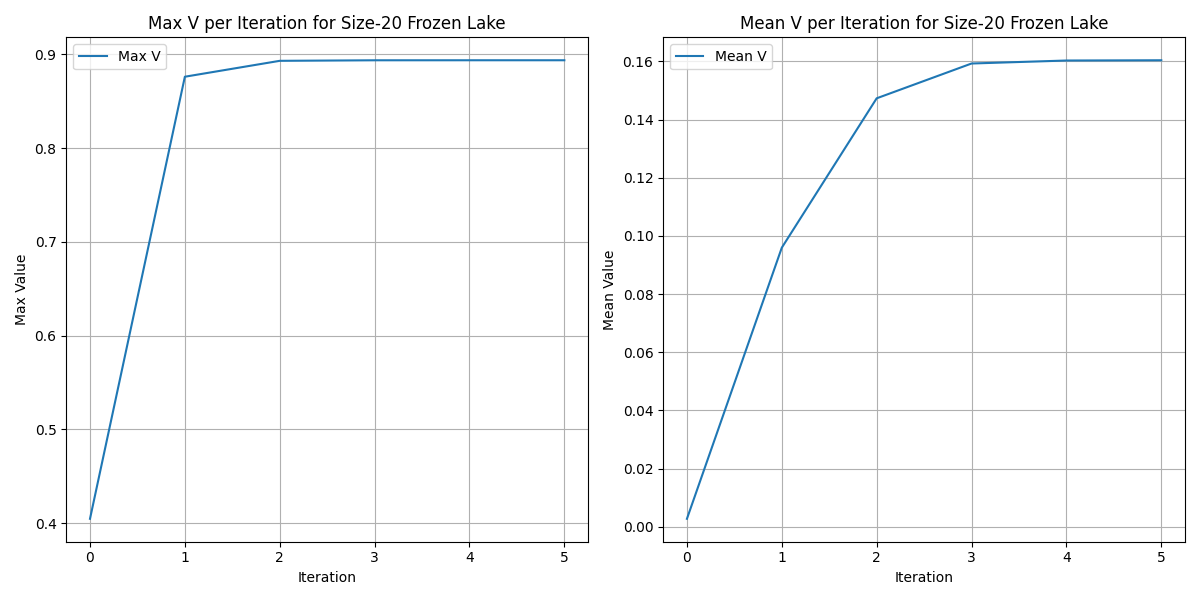 Max V per Iteration for Size-20 Frozen Lake
Max V
0.9
0.8
0.7
0.6
0.5
0.4
Max Value
0 1 2 3 4 5
Iteration
Mean V per Iteration for Size-20 Frozen Lake
Mean V
0.16
0.14
0.12
0.10
0.08
0.06
0.04
0.02
0.00
Mean Value
0 1 2 3 4 5
Iteration